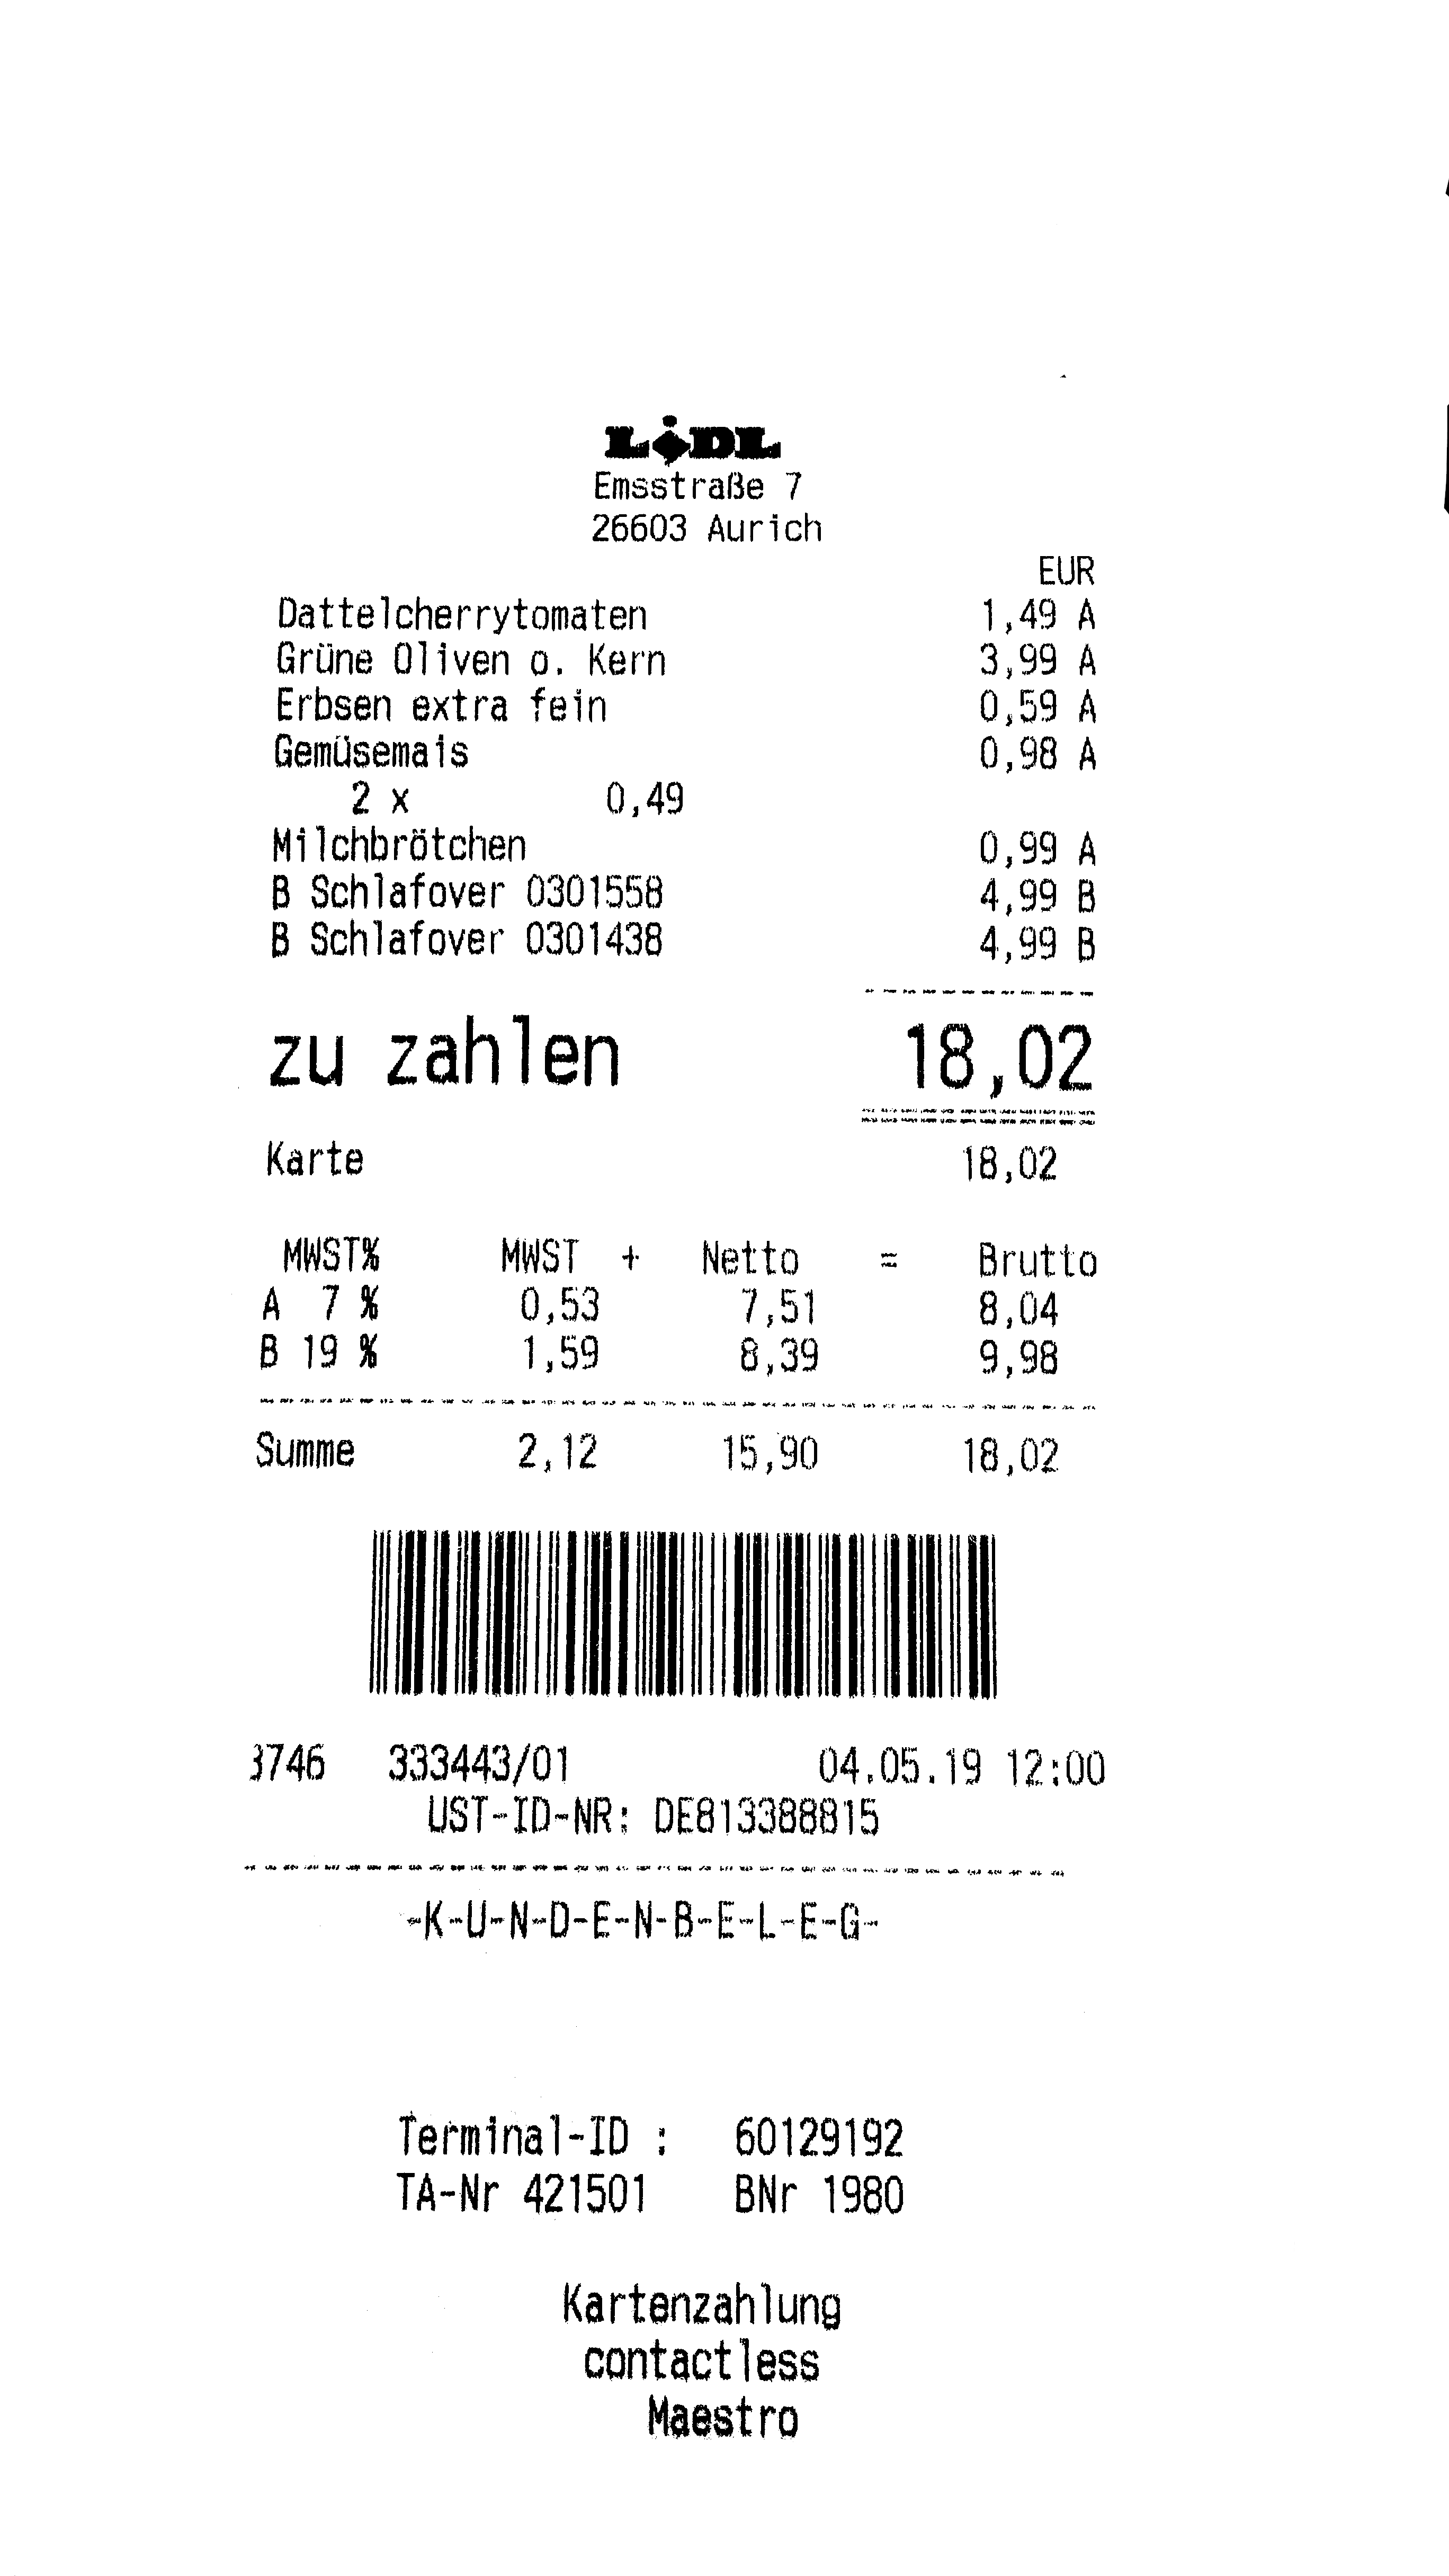 LiDL
Emsstraße 7
26603 Aurich
EUR
Dattelcherrytomaten 1,49 A
Grüne Oliven o. Kern 3,99 A
Erbsen extra fein 0,59 A
Gemüsemais 0,98 A
2 x 0,49
Milchbrötchen 0,99 A
B Schlafover 0301558 4,99 B
B Schlafover 0301438 4,99 B
zu zahlen 18,02
Karte 18,02
MWST% MWST + Netto = Brutto
A 7 % 0,53 7,51 8,04
B 19 % 1,59 8,39 9,98
Summe 2,12 15,90 18,02
3746 333443/01 04.05.19 12:00
UST-ID-NR: DE813388815
-K-U-N-D-E-N-B-E-L-E-G-
Terminal-ID : 60129192
TA-Nr 421501 BNr 1980
Kartenzahlung
contactless
Maestro